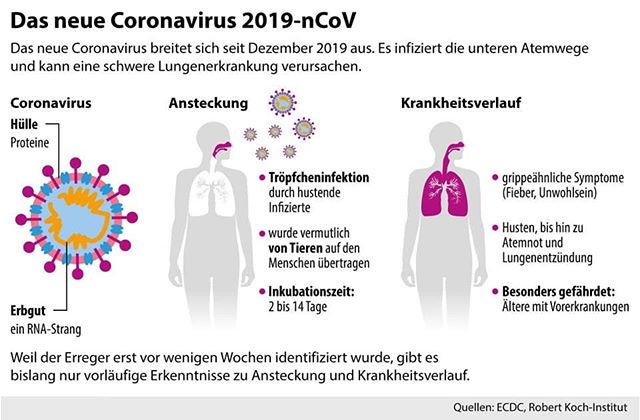 Das neue Coronavirus 2019-nCoV
Das neue Coronavirus breitet sich seit Dezember 2019 aus. Es infiziert die unteren Atemwege
und kann eine schwere Lungenerkrankung verursachen.
Coronavirus
Hülle
Proteine
Erbgut
ein RNA-Strang
Ansteckung
Tröpfcheninfektion
durch hustende
Infizierte
wurde vermutlich
von Tieren auf den
Menschen übertragen
Inkubationszeit:
2 bis 14 Tage
Krankheitsverlauf
grippeähnliche Symptome
(Fieber, Unwohlsein)
Husten, bis hin zu
Atemnot und
Lungenentzündung
Besonders gefährdet:
Ältere mit Vorerkrankungen
Weil der Erreger erst vor wenigen Wochen identifiziert wurde, gibt es
bislang nur vorläufige Erkenntnisse zu Ansteckung und Krankheitsverlauf.
Quellen: ECDC, Robert Koch-Institut